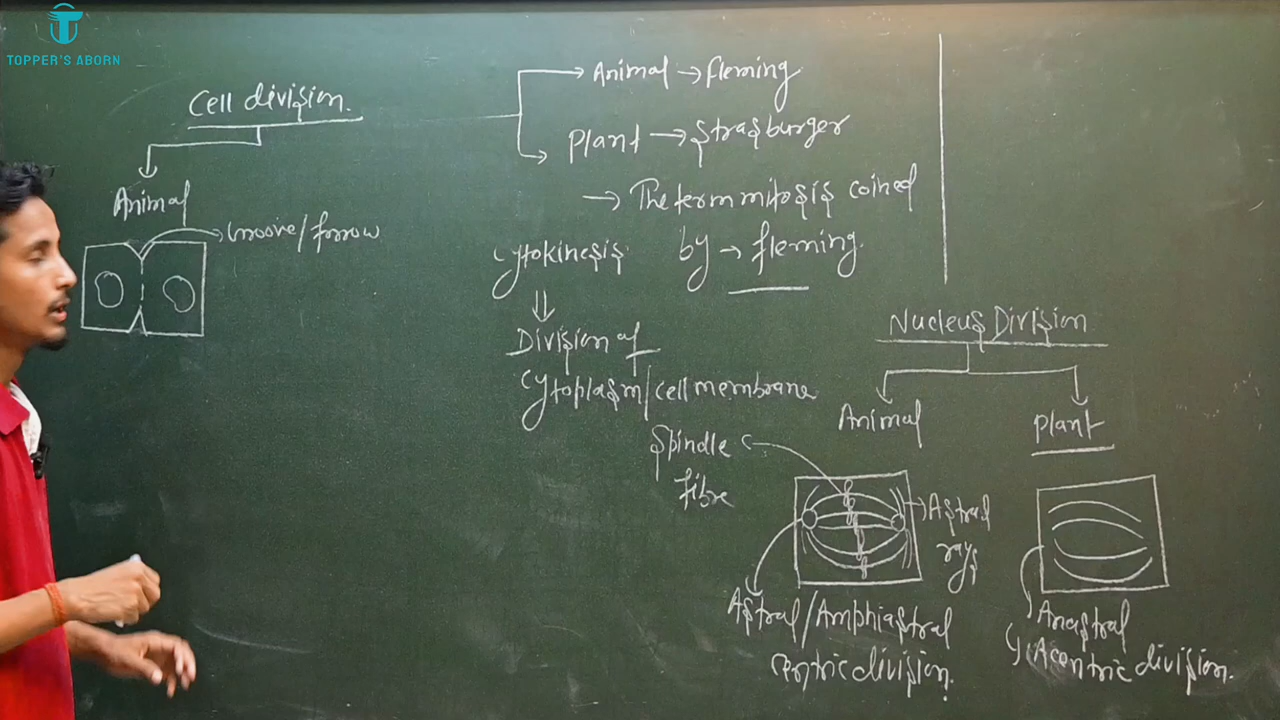 TOPPER'S ABORN
Cell division.
Animal
Groove/furrow
Animal → fleming
Plant → strasburger
→ The term mitosis coined
by → fleming.
Cytokinesis
Division of
Cytoplasm/cell membrane
Nucleus Division
Animal
Plant
Spindle
fibre
Astral
rays
Astral/Amphiastral
centric division.
Anastral
Acentric division.